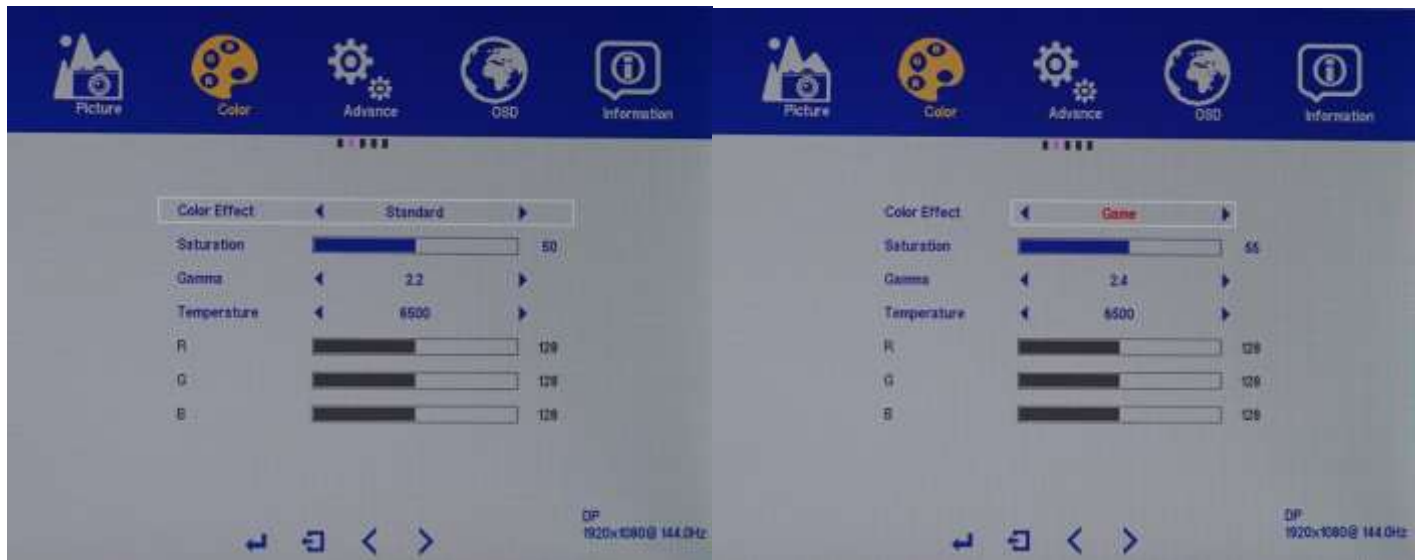 Picture Color Advance OSD Information
Color Effect Standard
Saturation 50
Gamma 2.2
Temperature 6500
R 128
G 128
B 128
DP
1920x1080@ 144.0Hz
Picture Color Advance OSD Information
Color Effect Game
Saturation 55
Gamma 2.4
Temperature 6500
R 128
G 128
B 128
DP
1920x1080@ 144.0Hz